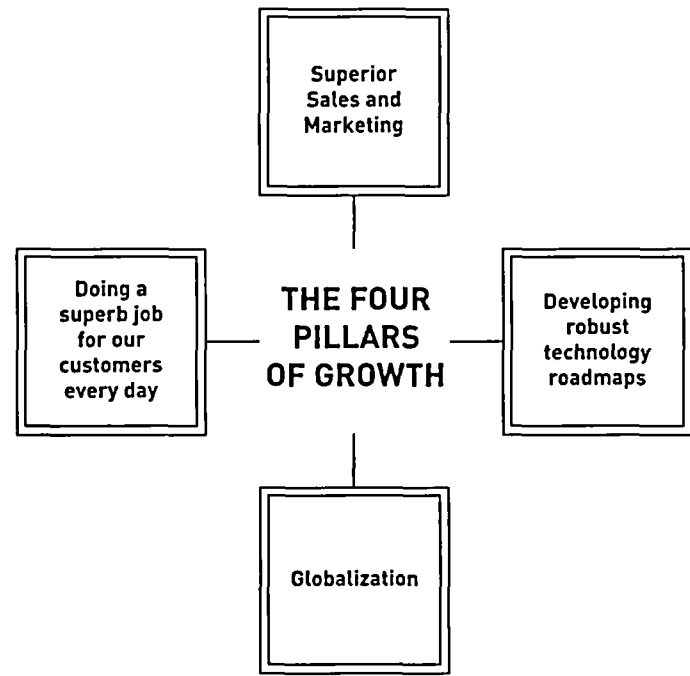 Superior
Sales and
Marketing
Doing a
superb job
for our
customers
every day
THE FOUR
PILLARS
OF GROWTH
Developing
robust
technology
roadmaps
Globalization